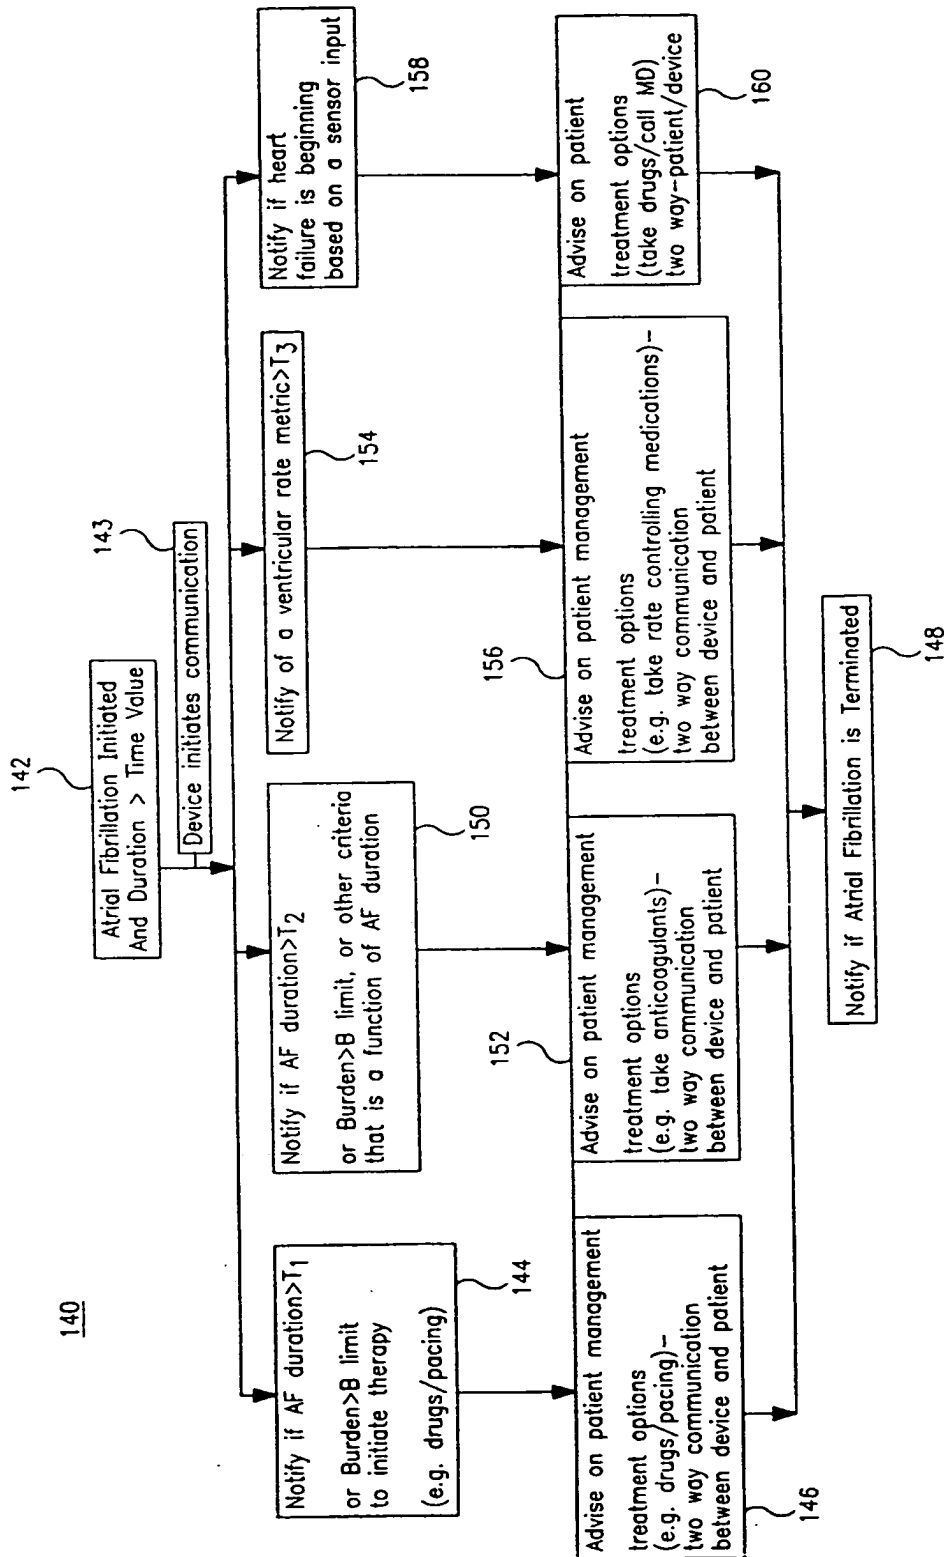 140
142
Atrial Fibrillation Initiated
And Duration > Time Value
143
Device initiates communication
Notify if AF duration>T1
or Burden>B limit
to initiate therapy
(e.g. drugs/pacing)
144
Notify if AF duration>T2
or Burden>B limit, or other criteria
that is a function of AF duration
150
Notify of a ventricular rate metric>T3
154
Notify if heart
failure is beginning
based on a sensor input
158
Advise on patient management
treatment options
(e.g. drugs/pacing)–
two way communication
between device and patient
146
Advise on patient management
treatment options
(e.g. take anticoagulants)–
two way communication
between device and patient
152
Advise on patient management
treatment options
(e.g. take rate controlling medications)–
two way communication
between device and patient
156
Advise on patient
treatment options
(take drugs/call MD)
two way-patient/device
160
Notify if Atrial Fibrillation is Terminated
148